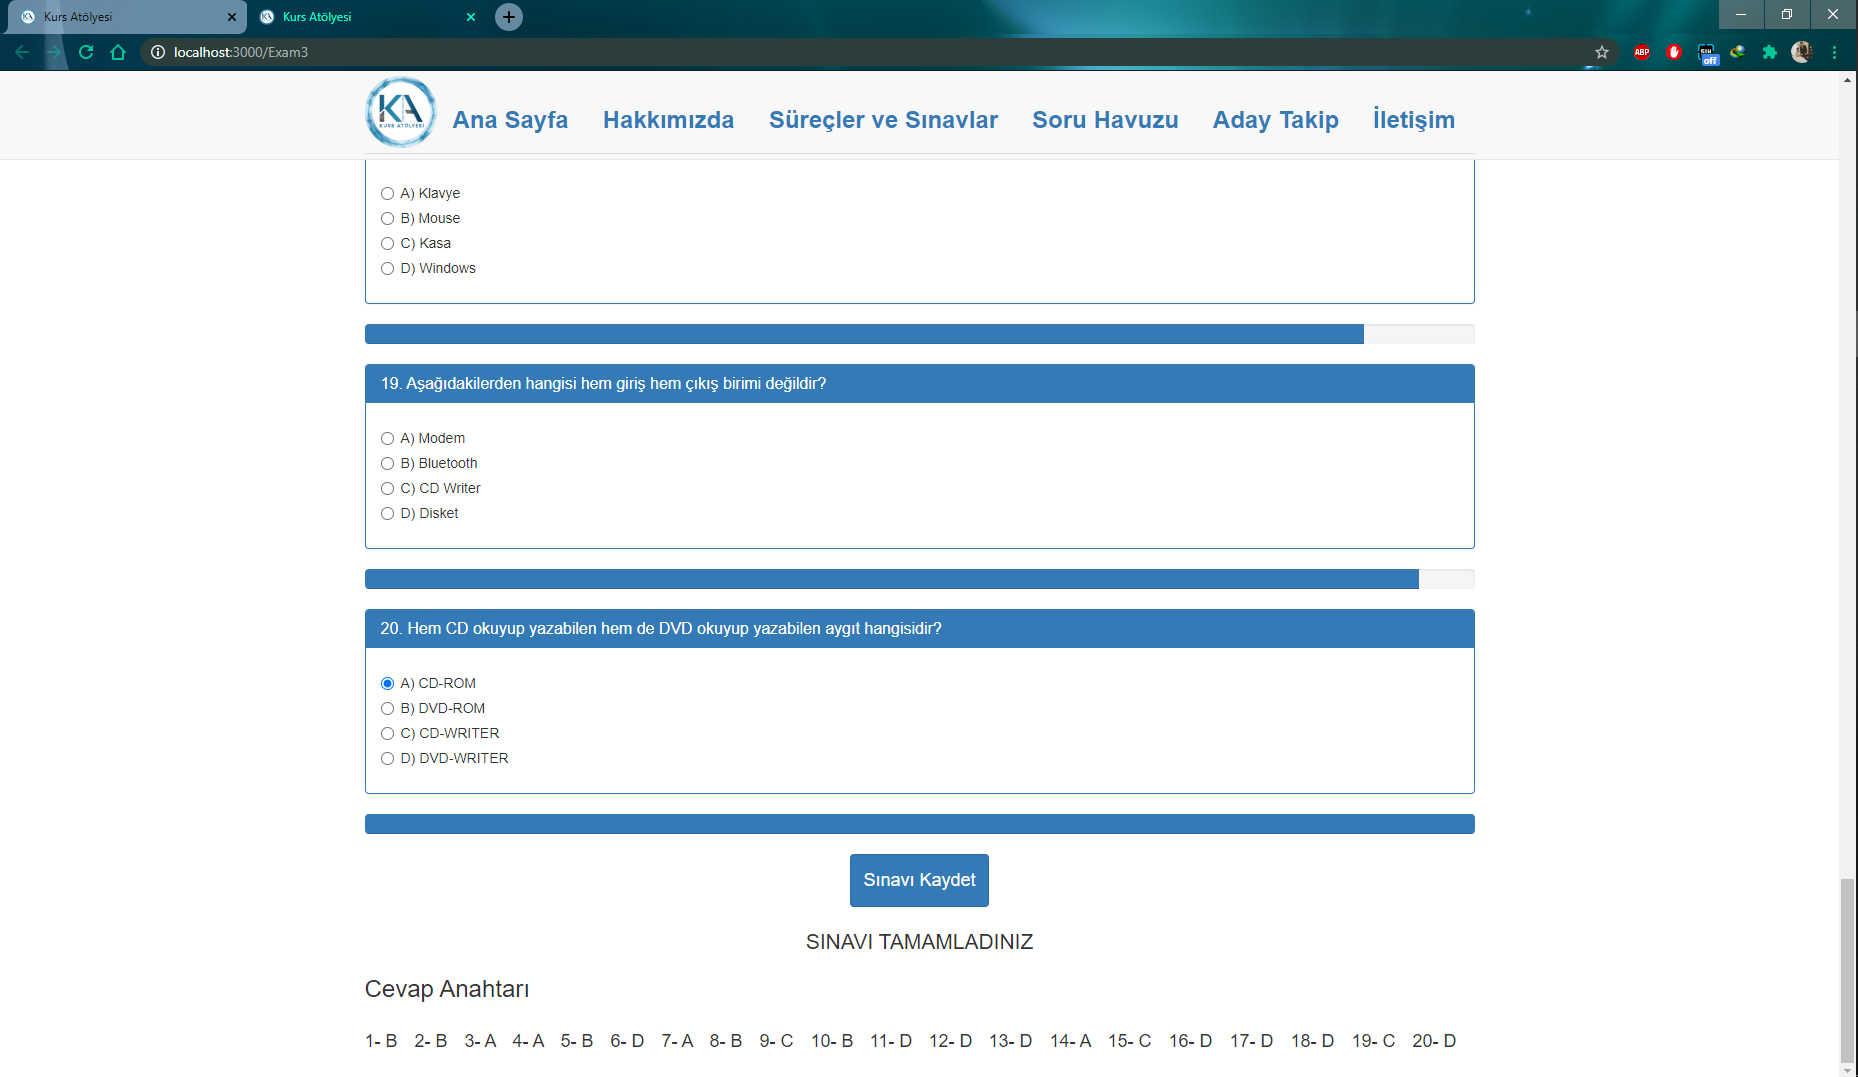 Kurs Atölyesi
Kurs Atölyesi
localhost:3000/Exam3
ABP
off
KA
KURS ATÖLYESİ
Ana Sayfa Hakkımızda Süreçler ve Sınavlar Soru Havuzu Aday Takip İletişim
A) Klavye
B) Mouse
C) Kasa
D) Windows
19. Aşağıdakilerden hangisi hem giriş hem çıkış birimi değildir?
A) Modem
B) Bluetooth
C) CD Writer
D) Disket
20. Hem CD okuyup yazabilen hem de DVD okuyup yazabilen aygıt hangisidir?
A) CD-ROM
B) DVD-ROM
C) CD-WRITER
D) DVD-WRITER
Sınavı Kaydet
SINAVI TAMAMLADINIZ
Cevap Anahtarı
1- B 2- B 3- A 4- A 5- B 6- D 7- A 8- B 9- C 10- B 11- D 12- D 13- D 14- A 15- C 16- D 17- D 18- D 19- C 20- D